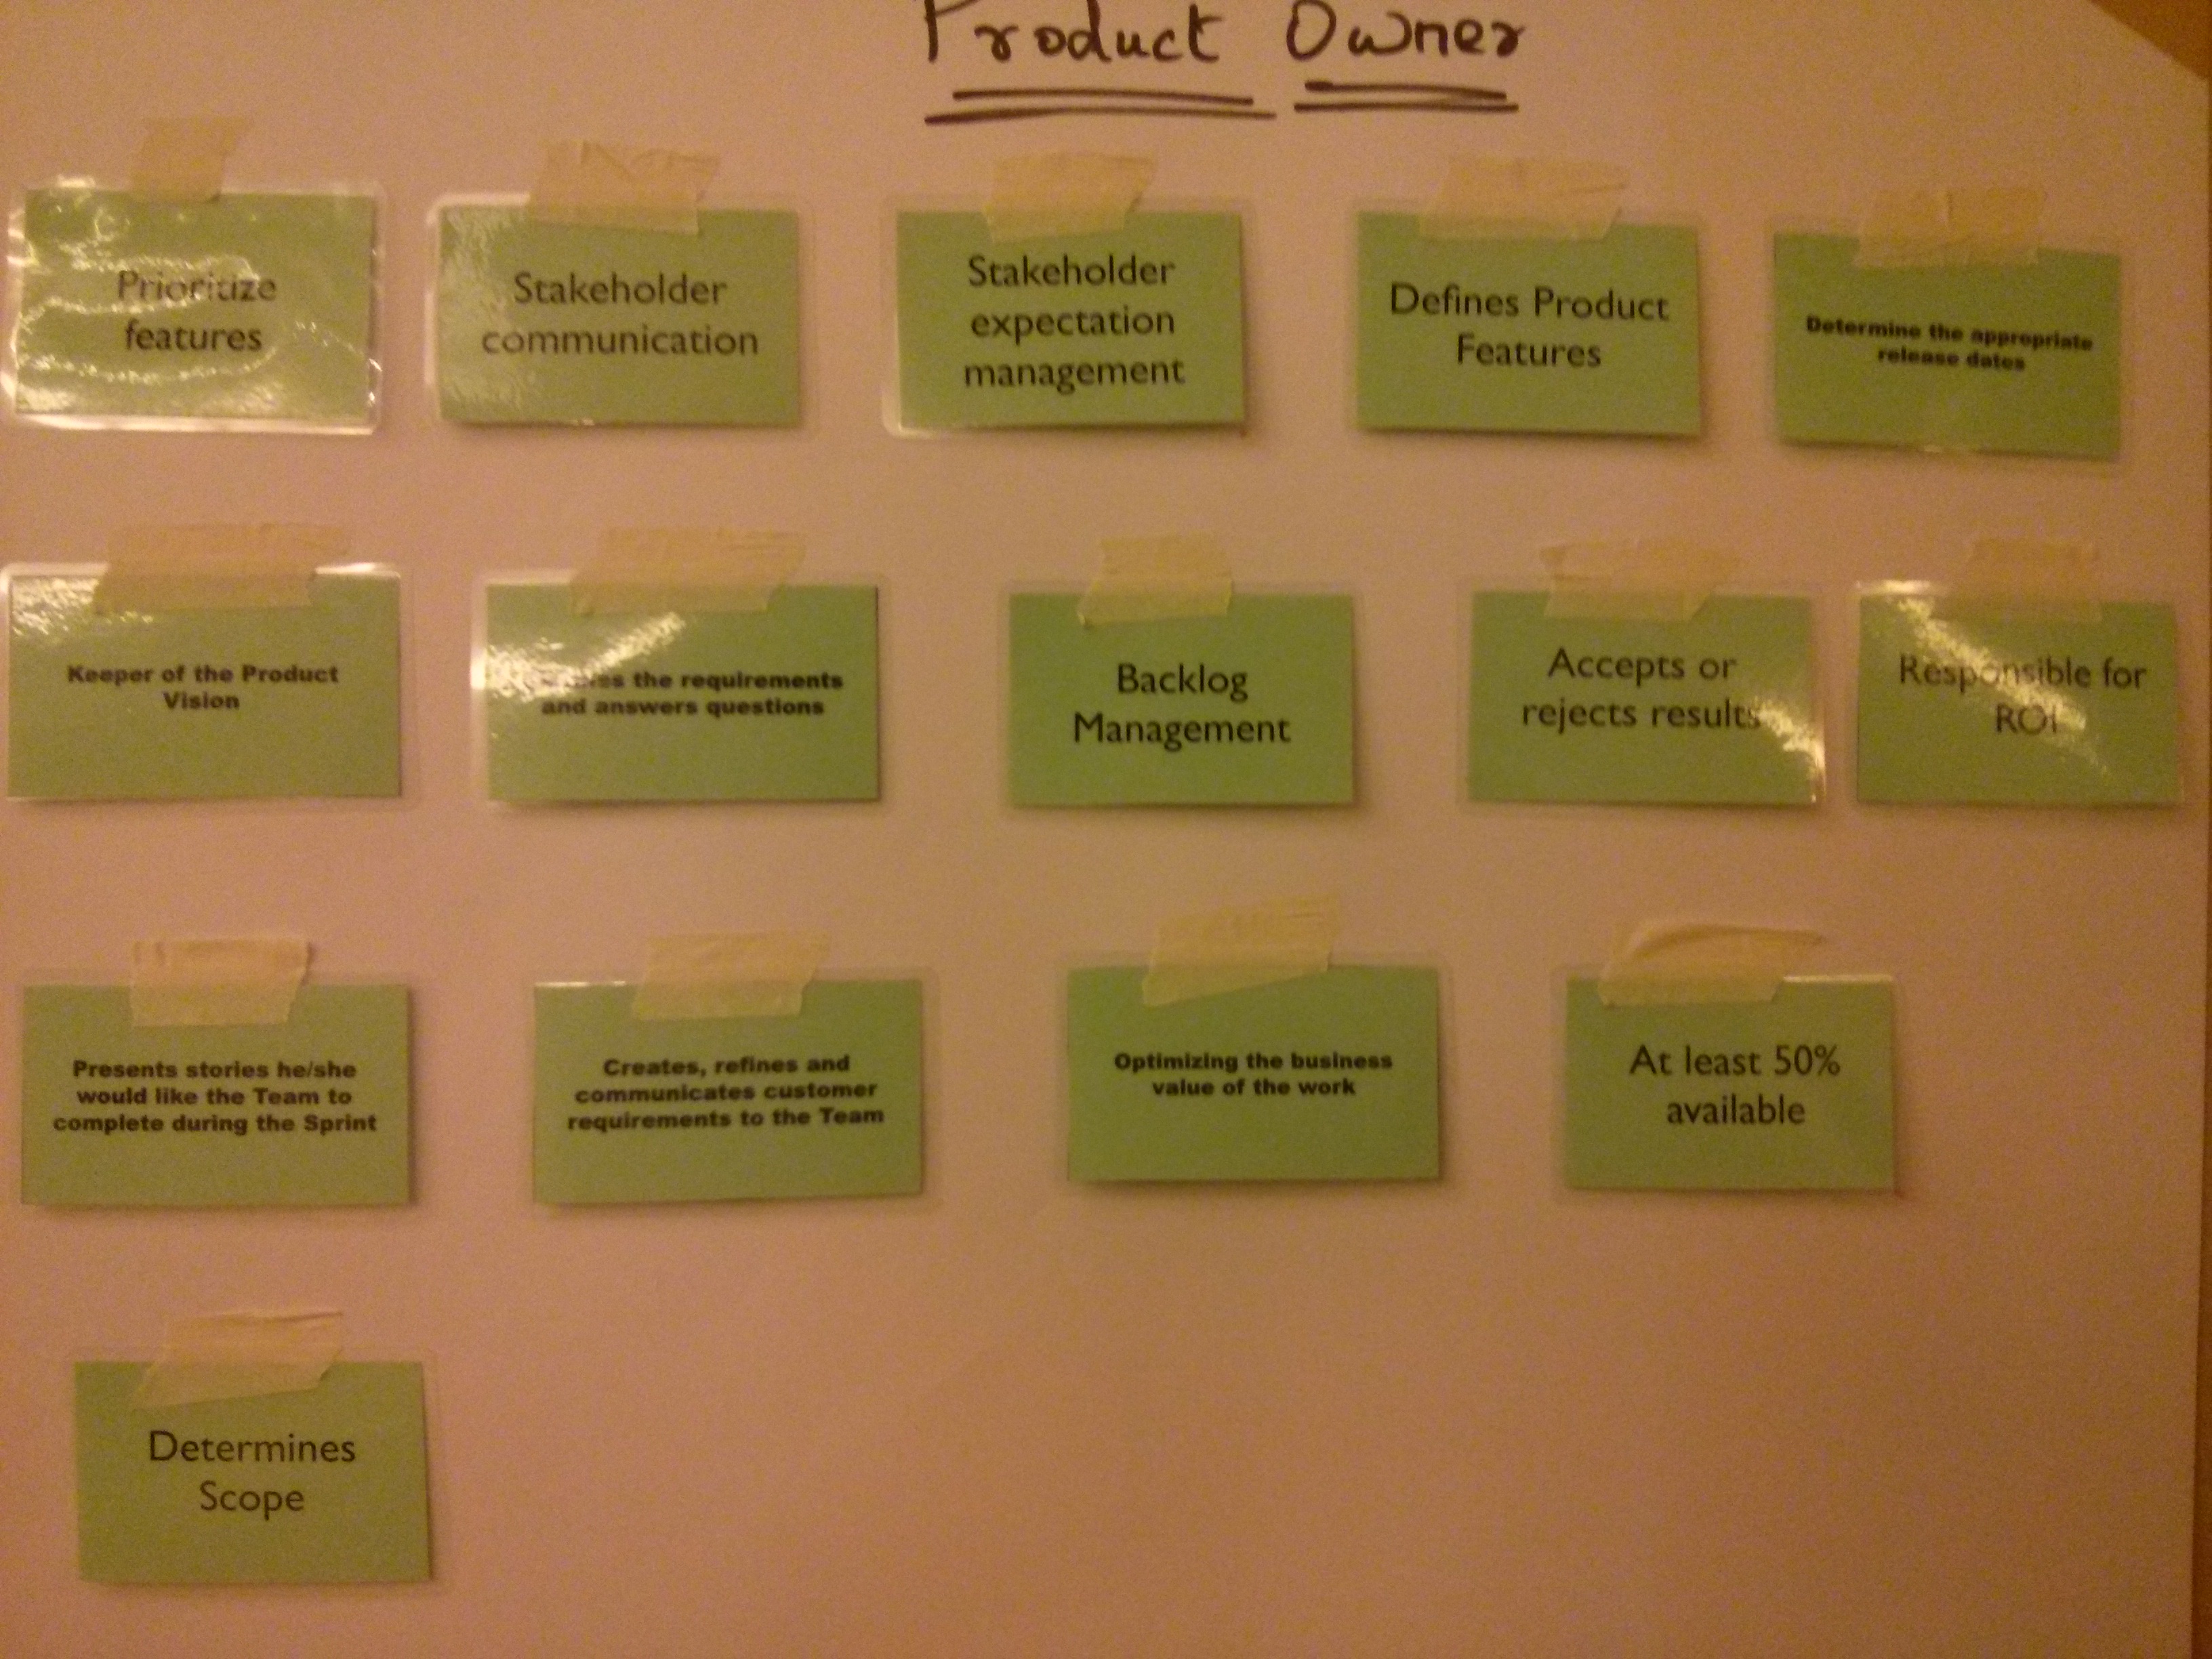 Product Owner
Prioritize
features
Stakeholder
communication
Stakeholder
expectation
management
Defines Product
Features
Determine the appropriate
release dates
Keeper of the Product
Vision
the requirements
and answers questions
Backlog
Management
Accepts or
rejects results
Responsible for
ROI
Presents stories he/she
would like the Team to
complete during the Sprint
Creates, refines and
communicates customer
requirements to the Team
Optimizing the business
value of the work
At least 50%
available
Determines
Scope